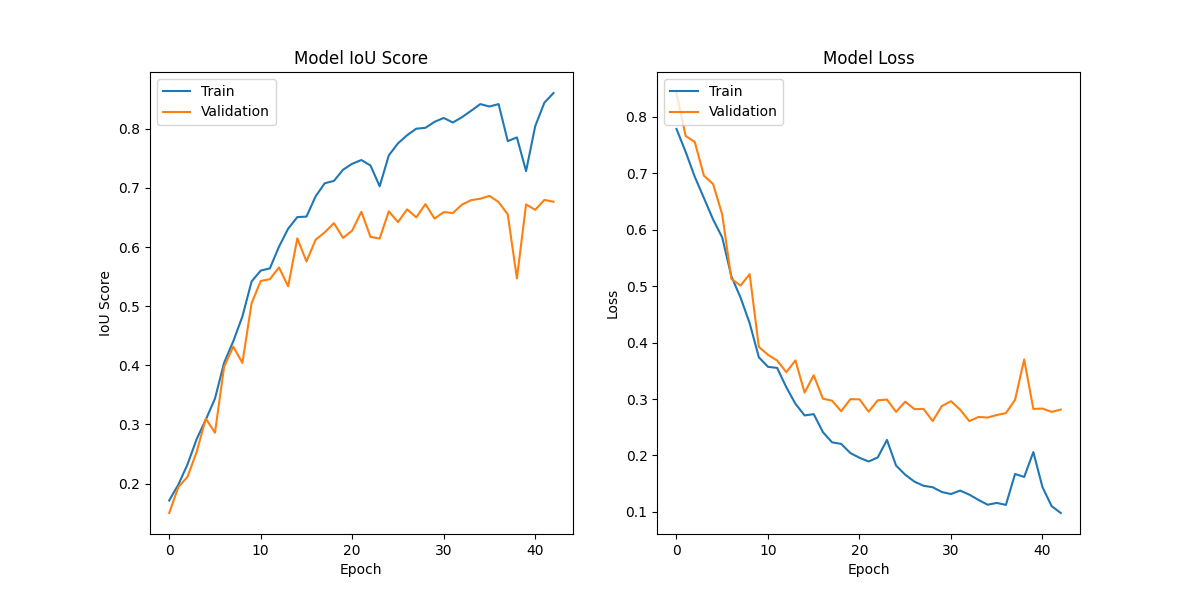 Model IoU Score
Train
Validation
IoU Score
0.8
0.7
0.6
0.5
0.4
0.3
0.2
0 10 20 30 40
Epoch
Model Loss
Train
Validation
Loss
0.8
0.7
0.6
0.5
0.4
0.3
0.2
0.1
0 10 20 30 40
Epoch